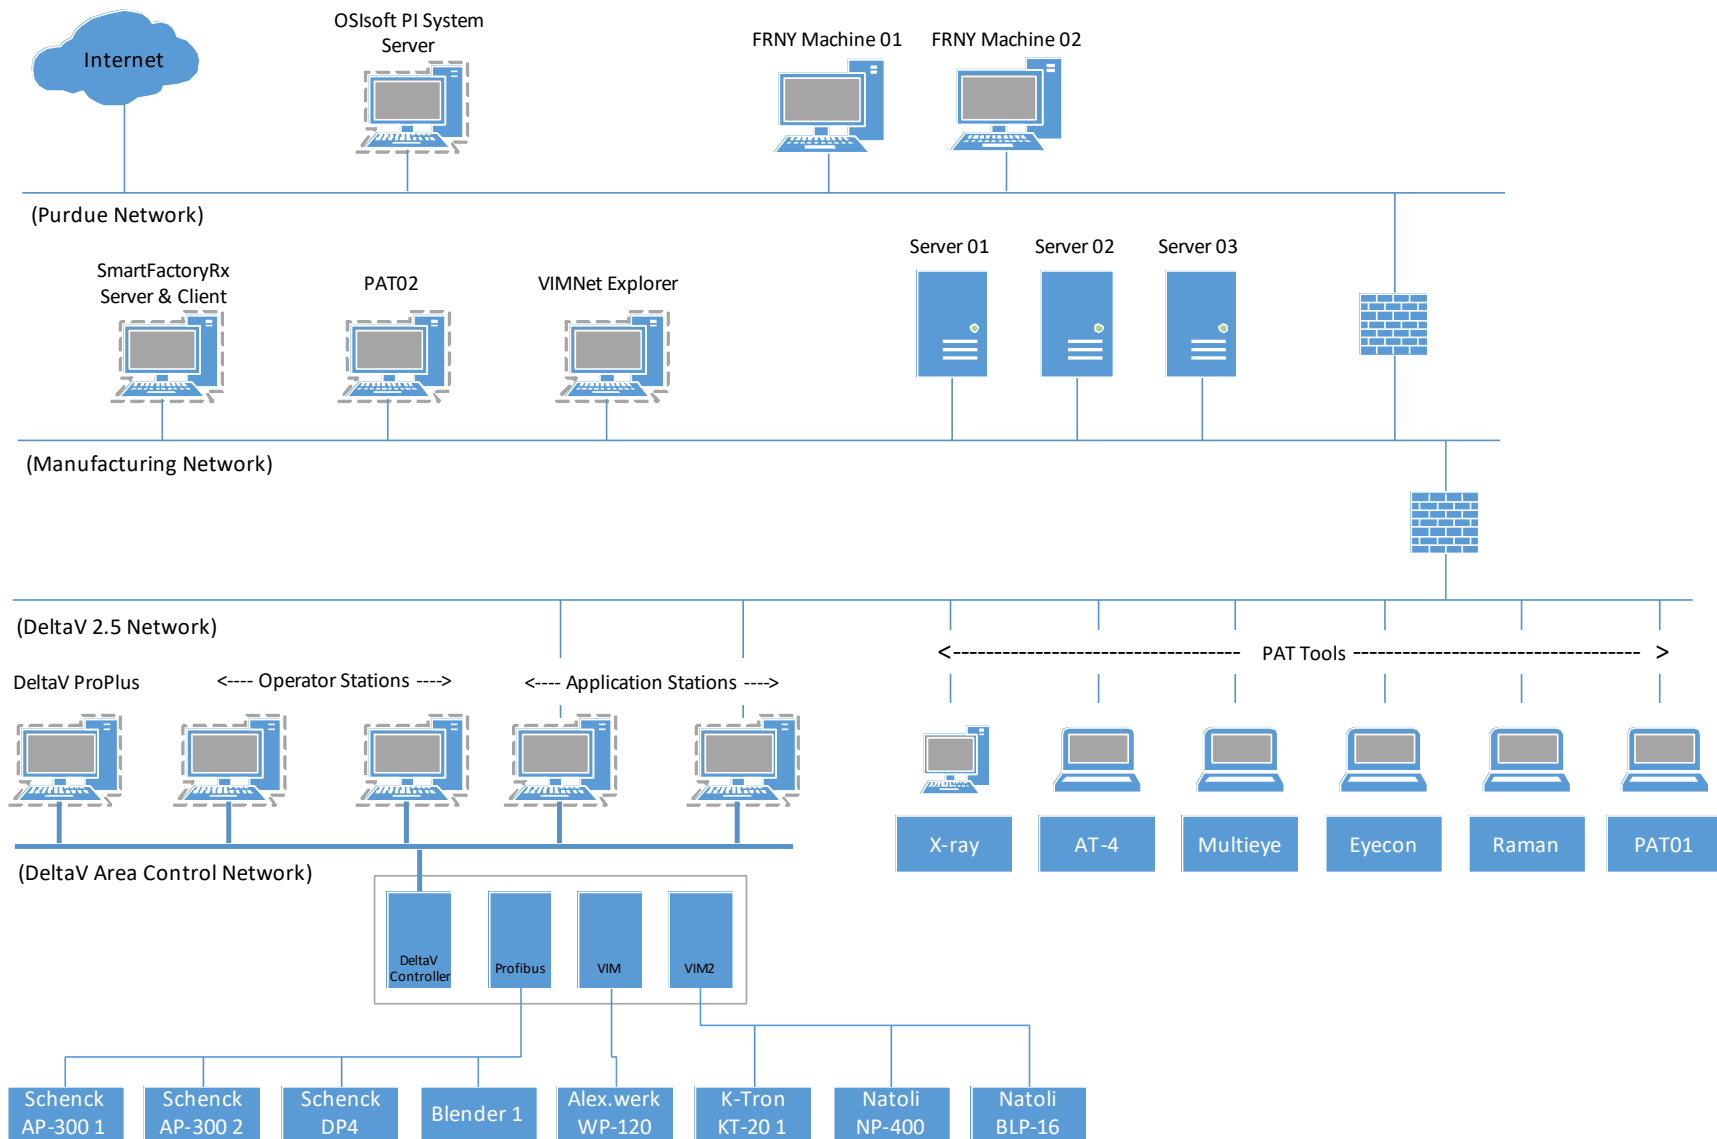 OSIsoft PI System
Server
Internet
FRNY Machine 01
FRNY Machine 02
(Purdue Network)
SmartFactoryRx
Server & Client
PAT02
VIMNet Explorer
Server 01
Server 02
Server 03
(Manufacturing Network)
(DeltaV 2.5 Network)
<---------------------------------- PAT Tools ---------------------------------- >
DeltaV ProPlus
<---- Operator Stations ---->
<---- Application Stations ---->
X-ray
AT-4
Multieye
Eyecon
Raman
PAT01
(DeltaV Area Control Network)
DeltaV
Controller
Profibus
VIM
VIM2
Schenck
AP-300 1
Schenck
AP-300 2
Schenck
DP4
Blender 1
Alex.werk
WP-120
K-Tron
KT-20 1
Natoli
NP-400
Natoli
BLP-16